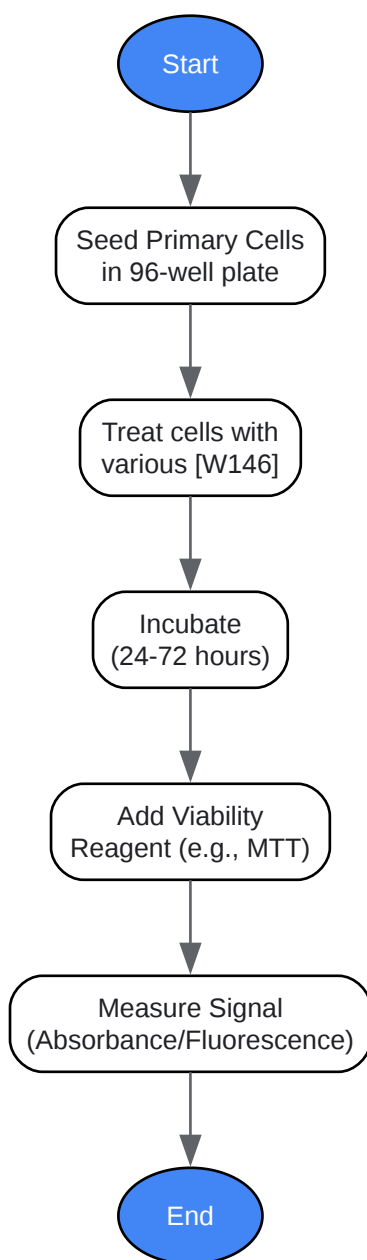 Start
Seed Primary Cells
in 96-well plate
Treat cells with
various [W146]
Incubate
(24-72 hours)
Add Viability
Reagent (e.g., MTT)
Measure Signal
(Absorbance/Fluorescence)
End